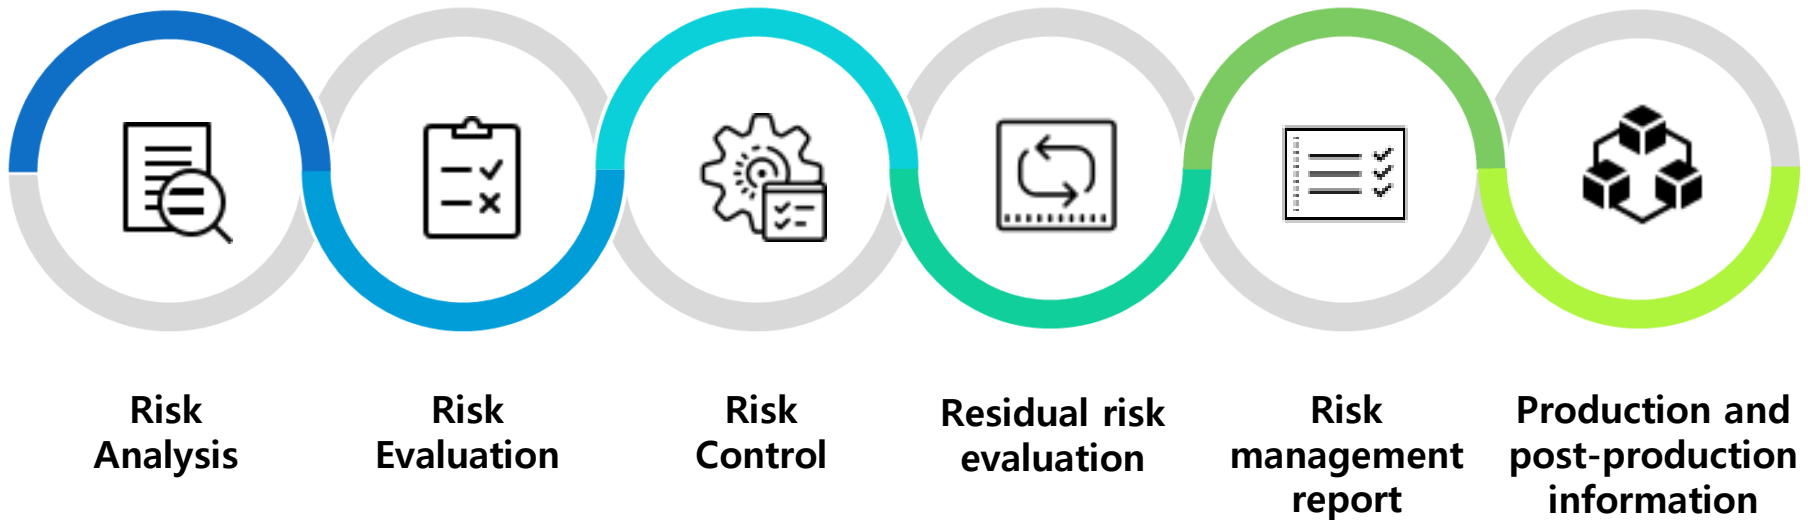 Risk
Analysis
Risk
Evaluation
Risk
Control
Residual risk
evaluation
Risk
management
report
Production and
post-production
information